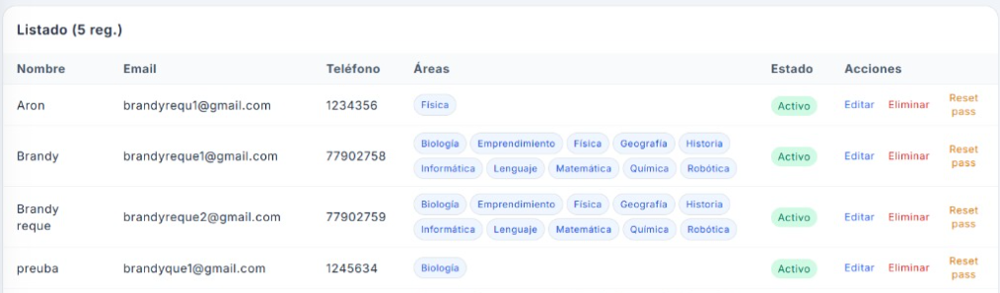 Listado (5 reg.)
Nombre Email Teléfono Áreas Estado Acciones
Aron brandyrequ1@gmail.com 1234356 Física Activo Editar Eliminar Reset pass
Brandy brandyreque1@gmail.com 77902758 Biología Emprendimiento Física Geografía Historia Activo Editar Eliminar Reset pass
Informática Lenguaje Matemática Química Robótica
Brandy reque brandyreque2@gmail.com 77902759 Biología Emprendimiento Física Geografía Historia Activo Editar Eliminar Reset pass
Informática Lenguaje Matemática Química Robótica
preuba brandyque1@gmail.com 1245634 Biología Activo Editar Eliminar Reset pass